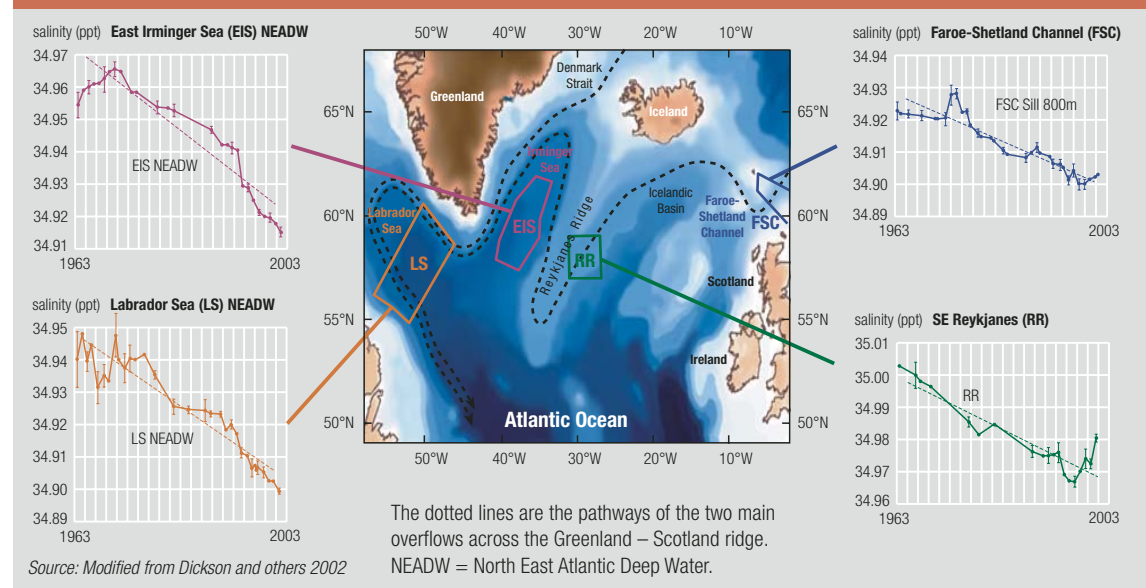 salinity (ppt) East Irminger Sea (EIS) NEADW
34.97
34.96
34.95
34.94
34.93
34.92
34.91
EIS NEADW
1963 2003
salinity (ppt) Labrador Sea (LS) NEADW
34.95
34.94
34.93
34.92
34.91
34.90
34.89
LS NEADW
1963 2003
Source: Modified from Dickson and others 2002
50°W 40°W 30°W 20°W 10°W
65°N
60°N
55°N
50°N
Greenland
Denmark
Strait
Iceland
Irminger
Sea
Labrador
Sea
EIS
LS
Reykjanes Ridge
RR
Icelandic
Basin
Faroe-
Shetland
Channel
FSC
Scotland
Ireland
Atlantic Ocean
65°N
60°N
55°N
50°N
50°W 40°W 30°W 20°W 10°W
The dotted lines are the pathways of the two main
overflows across the Greenland – Scotland ridge.
NEADW = North East Atlantic Deep Water.
salinity (ppt) Faroe-Shetland Channel (FSC)
34.94
34.93
34.92
34.91
34.90
34.89
FSC Sill 800m
1963 2003
salinity (ppt) SE Reykjanes (RR)
35.01
35.00
34.99
34.98
34.97
34.96
RR
1963 2003